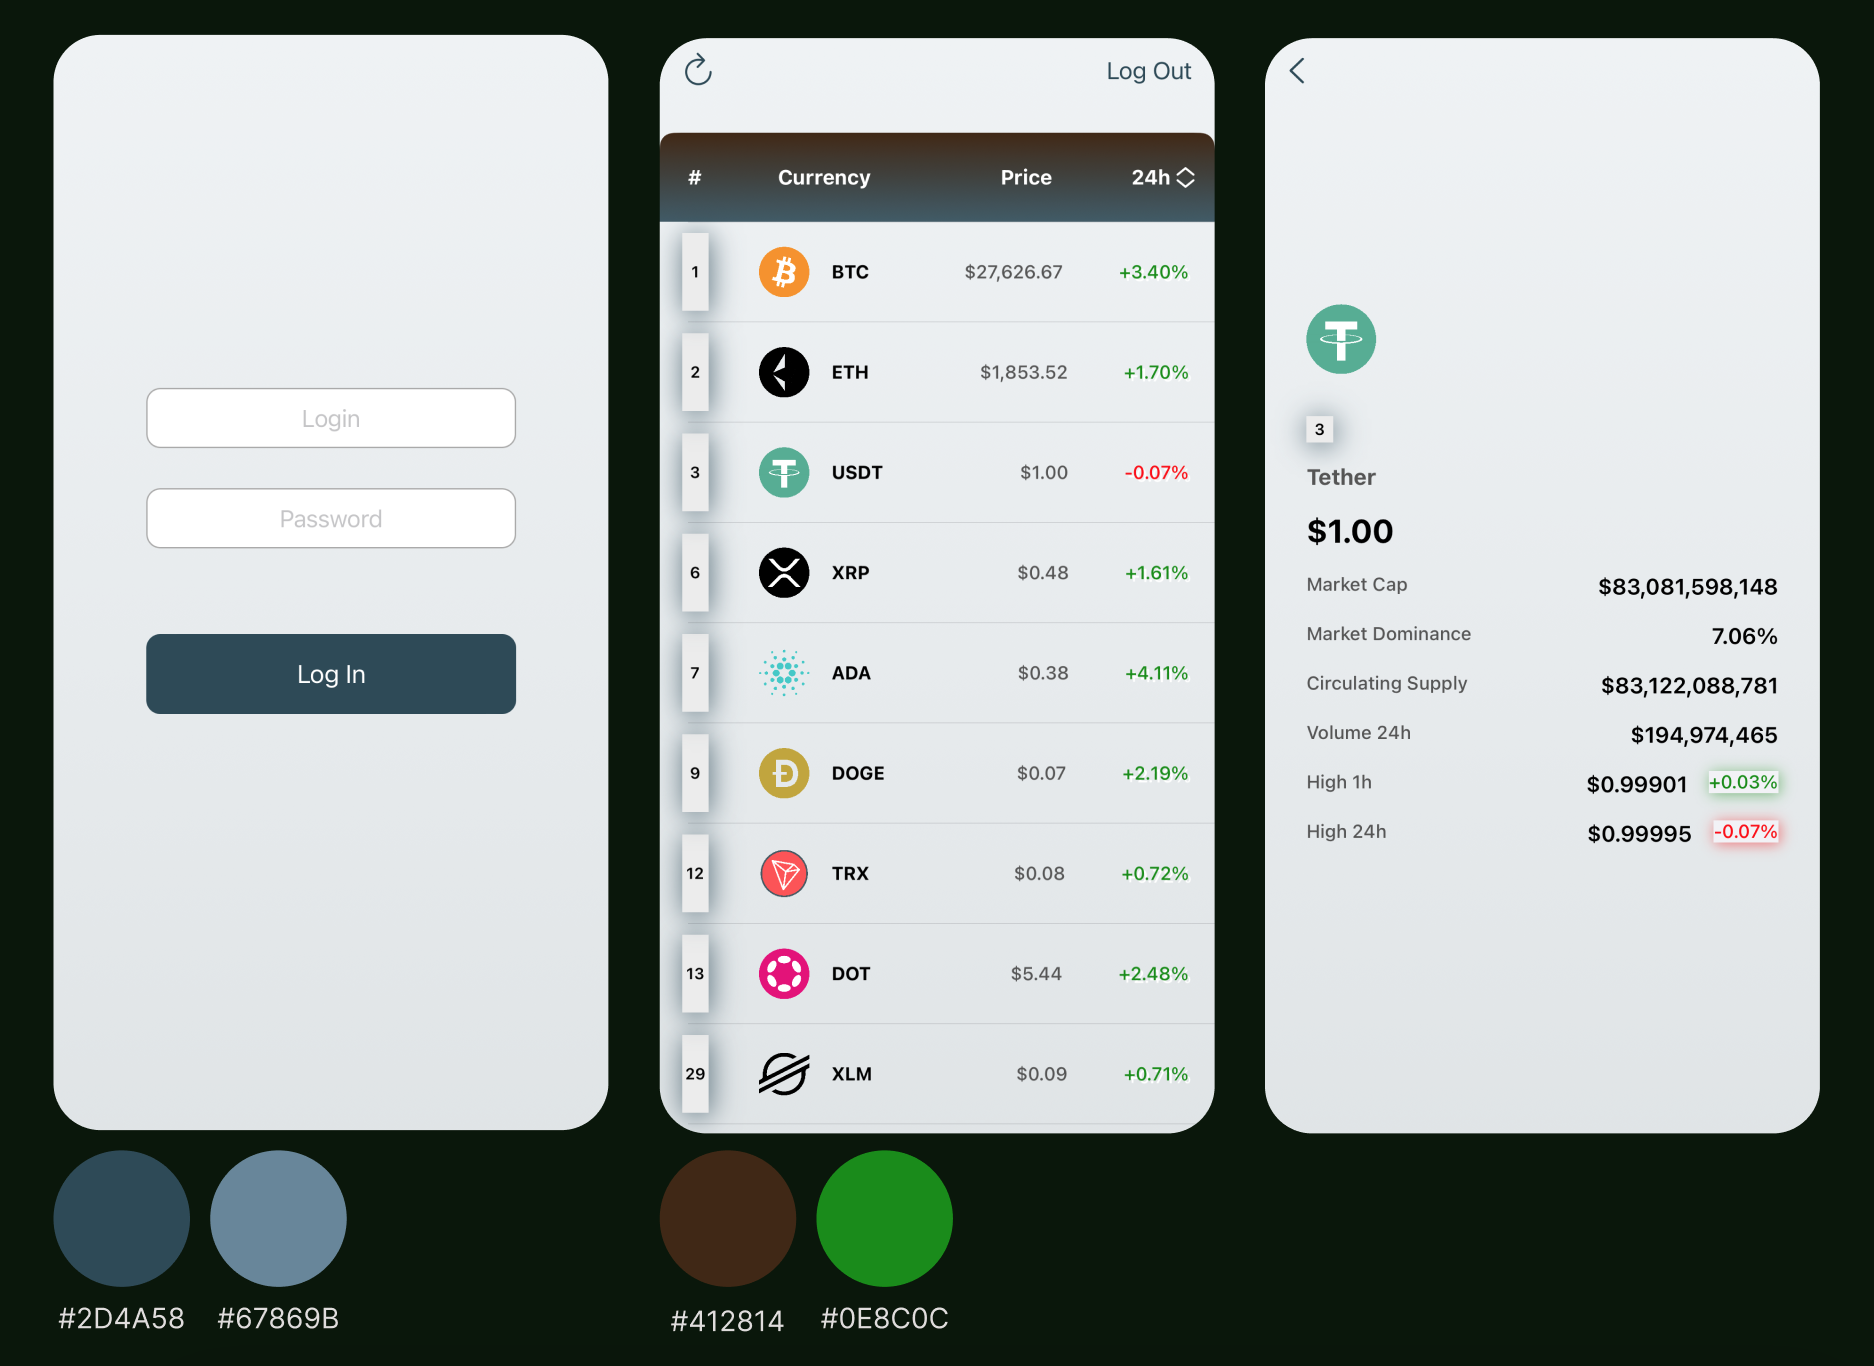 Login
Password
Log In
Log Out
# Currency Price 24h
1 BTC $27,626.67 +3.40%
2 ETH $1,853.52 +1.70%
3 USDT $1.00 -0.07%
6 XRP $0.48 +1.61%
7 ADA $0.38 +4.11%
9 DOGE $0.07 +2.19%
12 TRX $0.08 +0.72%
13 DOT $5.44 +2.48%
29 XLM $0.09 +0.71%
3
Tether
$1.00
Market Cap $83,081,598,148
Market Dominance 7.06%
Circulating Supply $83,122,088,781
Volume 24h $194,974,465
High 1h $0.99901 +0.03%
High 24h $0.99995 -0.07%
#2D4A58 #67869B #412814 #0E8C0C